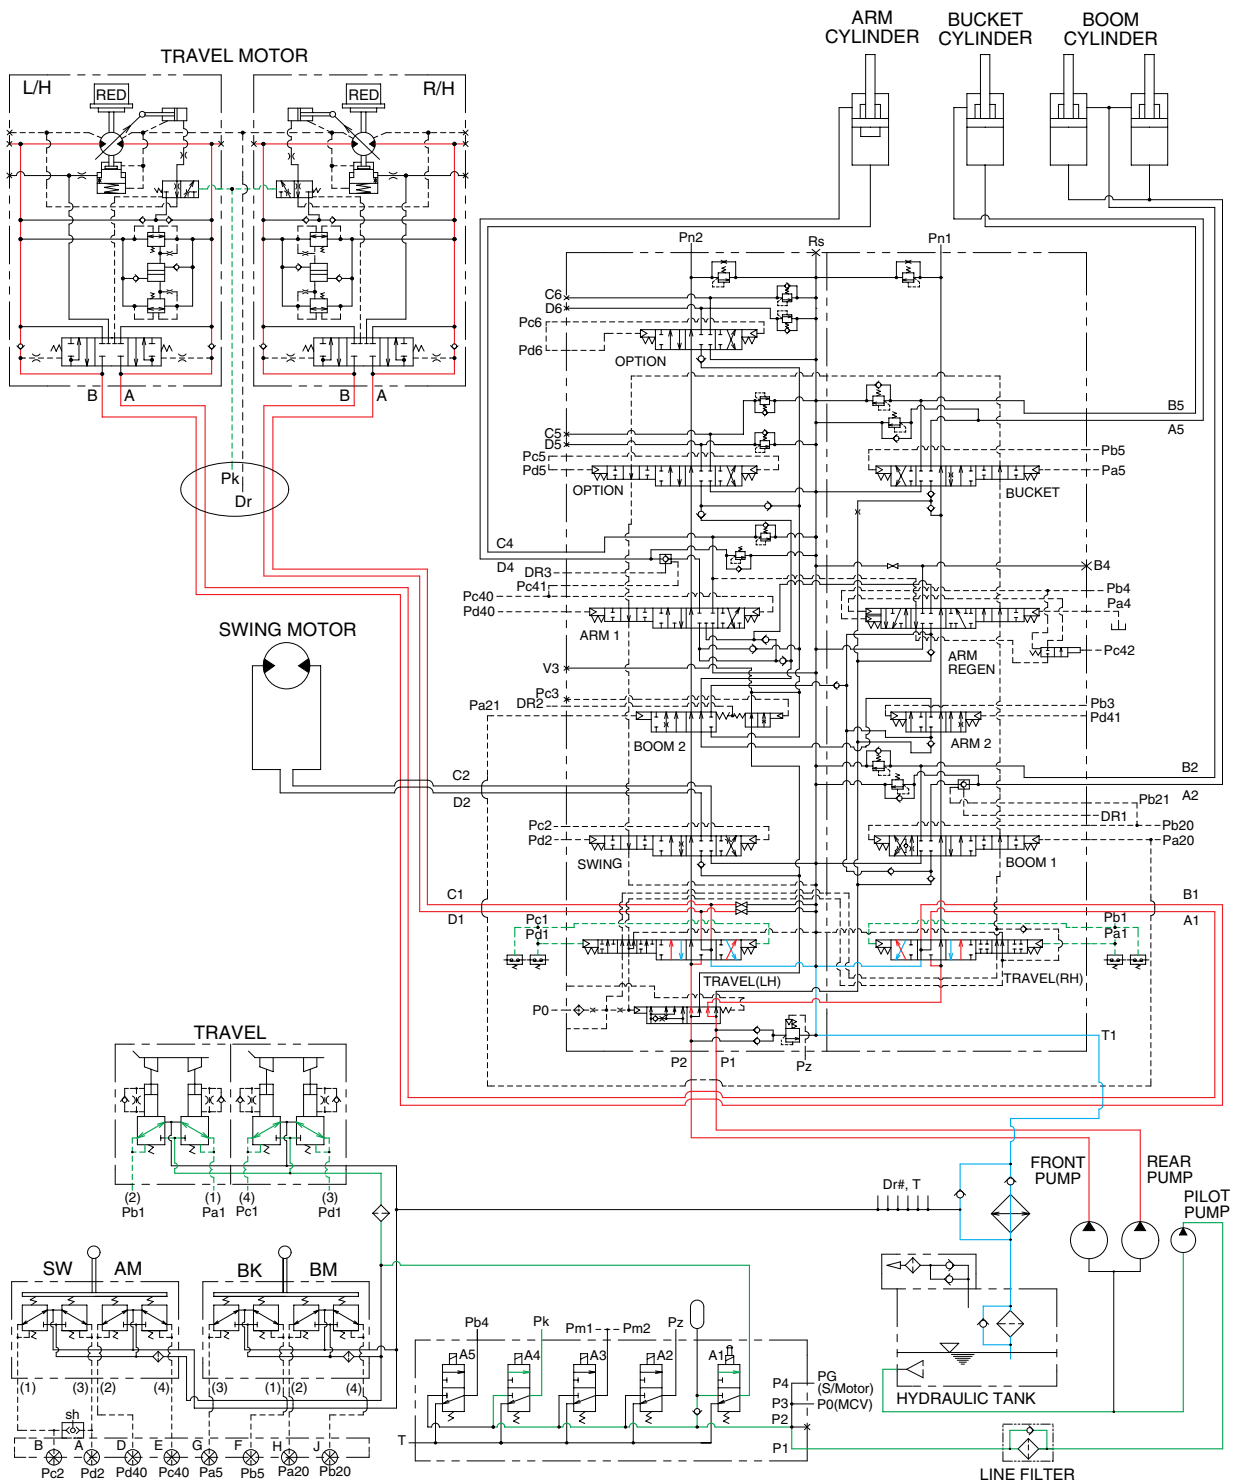 ARM
CYLINDER
BUCKET
CYLINDER
BOOM
CYLINDER
TRAVEL MOTOR
L/H
R/H
RED
RED
B
A
B
A
Pk
Dr
Pn2
Rs
Pn1
C6
D6
Pc6
Pd6
OPTION
C5
D5
Pc5
Pd5
OPTION
B5
A5
Pb5
Pa5
BUCKET
C4
D4
DR3
Pc41
Pc40
Pd40
ARM 1
B4
Pb4
Pa4
ARM
REGEN
Pc42
SWING MOTOR
V3
Pc3
DR2
Pa21
BOOM 2
Pb3
Pd41
ARM 2
C2
D2
B2
A2
Pb21
DR1
Pc2
Pd2
SWING
Pb20
Pa20
BOOM 1
C1
D1
B1
A1
Pc1
Pd1
Pb1
Pa1
TRAVEL(LH)
TRAVEL(RH)
P0
P2
P1
Pz
T1
TRAVEL
(2)
Pb1
(1)
Pa1
(4)
Pc1
(3)
Pd1
Dr#, T
FRONT
PUMP
REAR
PUMP
PILOT
PUMP
SW
AM
BK
BM
(1)
(3)
(2)
(4)
(3)
(1)
(2)
(4)
sh
B
A
D
E
G
F
H
J
Pc2
Pd2
Pd40
Pc40
Pa5
Pb5
Pa20
Pb20
Pb4
Pk
Pm1
Pm2
Pz
A5
A4
A3
A2
A1
T
P4
PG
(S/Motor)
P3
P0(MCV)
P2
P1
HYDRAULIC TANK
LINE FILTER